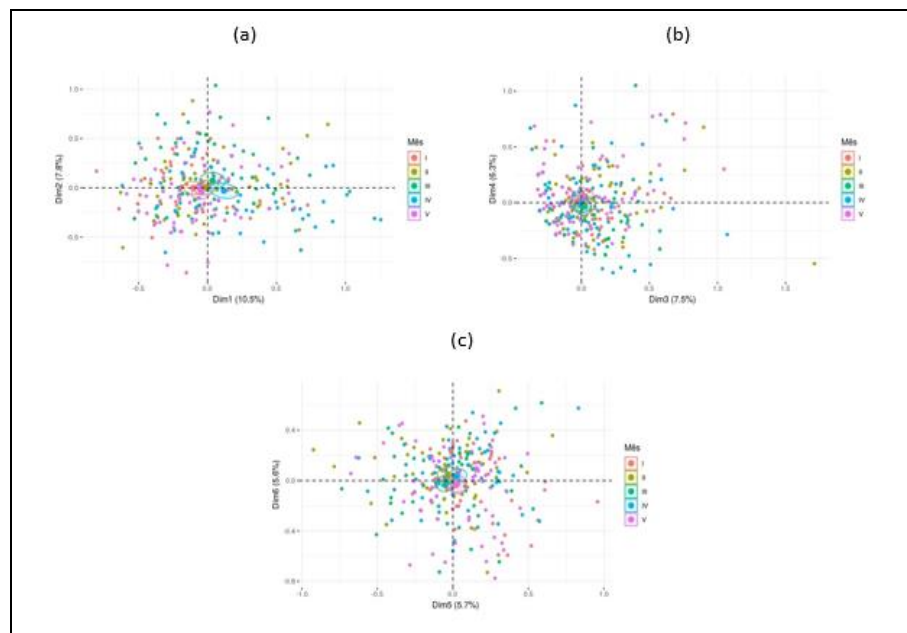 (a)
(b)
1.0
0.5
0.0
-0.5
Dim2 (7.8%)
-0.5
0.0
0.5
1.0
Dim1 (10.5%)
Mês
I
II
III
IV
V
1.0
0.5
0.0
0.5
Dim4 (6.3%)
0.0
0.5
1.0
1.5
Dim3 (7.5%)
Mês
I
II
III
IV
V
(c)
0.4
0.0
0.4
0.8
Dim6 (5.6%)
-1.0
-0.5
0.0
0.5
1.0
Dim5 (5.7%)
Mês
I
II
III
IV
V